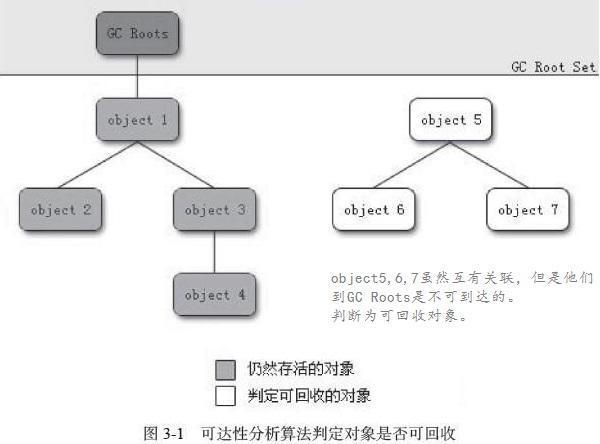 GC Roots
GC Root Set
object 1
object 5
object 2
object 3
object 6
object 7
object 4
object5,6,7虽然互有关联，但是他们
到GC Roots是不可到达的。
判断为可回收对象。
仍然存活的对象
判定可回收的对象
图 3-1 可达性分析算法判定对象是否可回收